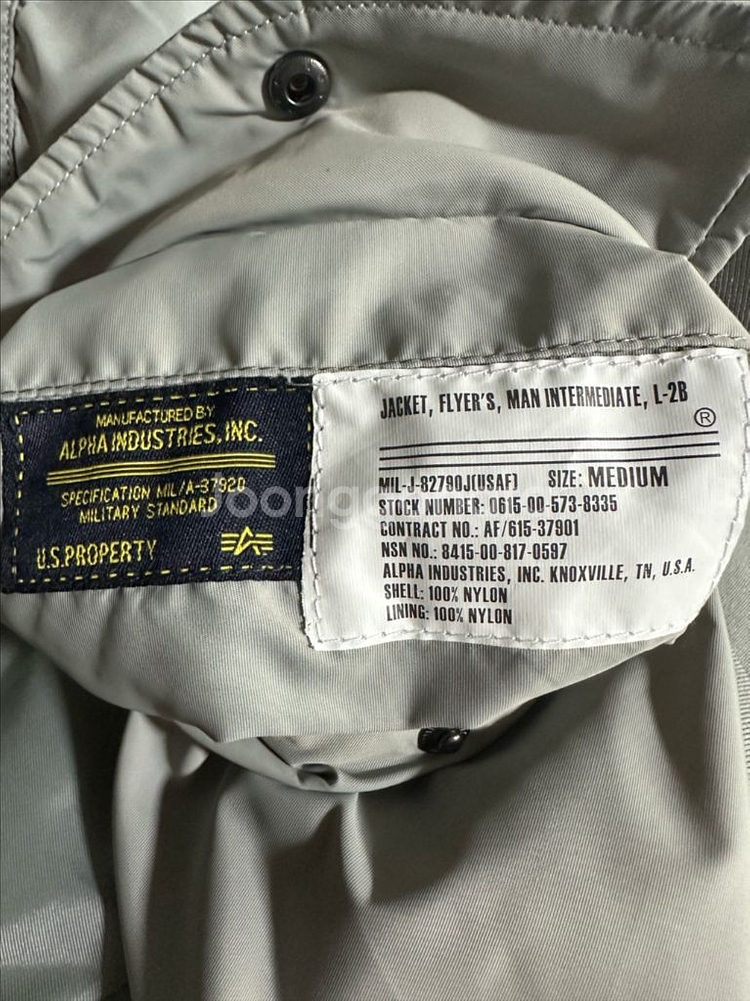 MANUFACTURED BY
ALPHA INDUSTRIES, INC.
SPECIFICATION MIL/A-37920
MILITARY STANDARD
U.S.PROPERTY
JACKET, FLYER'S, MAN INTERMEDIATE, L-2B
®
MIL-J-82790J(USAF) SIZE: MEDIUM
STOCK NUMBER: 0615-00-573-8335
CONTRACT NO.: AF/615-37901
NSN NO.: 8415-00-817-0597
ALPHA INDUSTRIES, INC. KNOXVILLE, TN, U.S.A.
SHELL: 100% NYLON
LINING: 100% NYLON